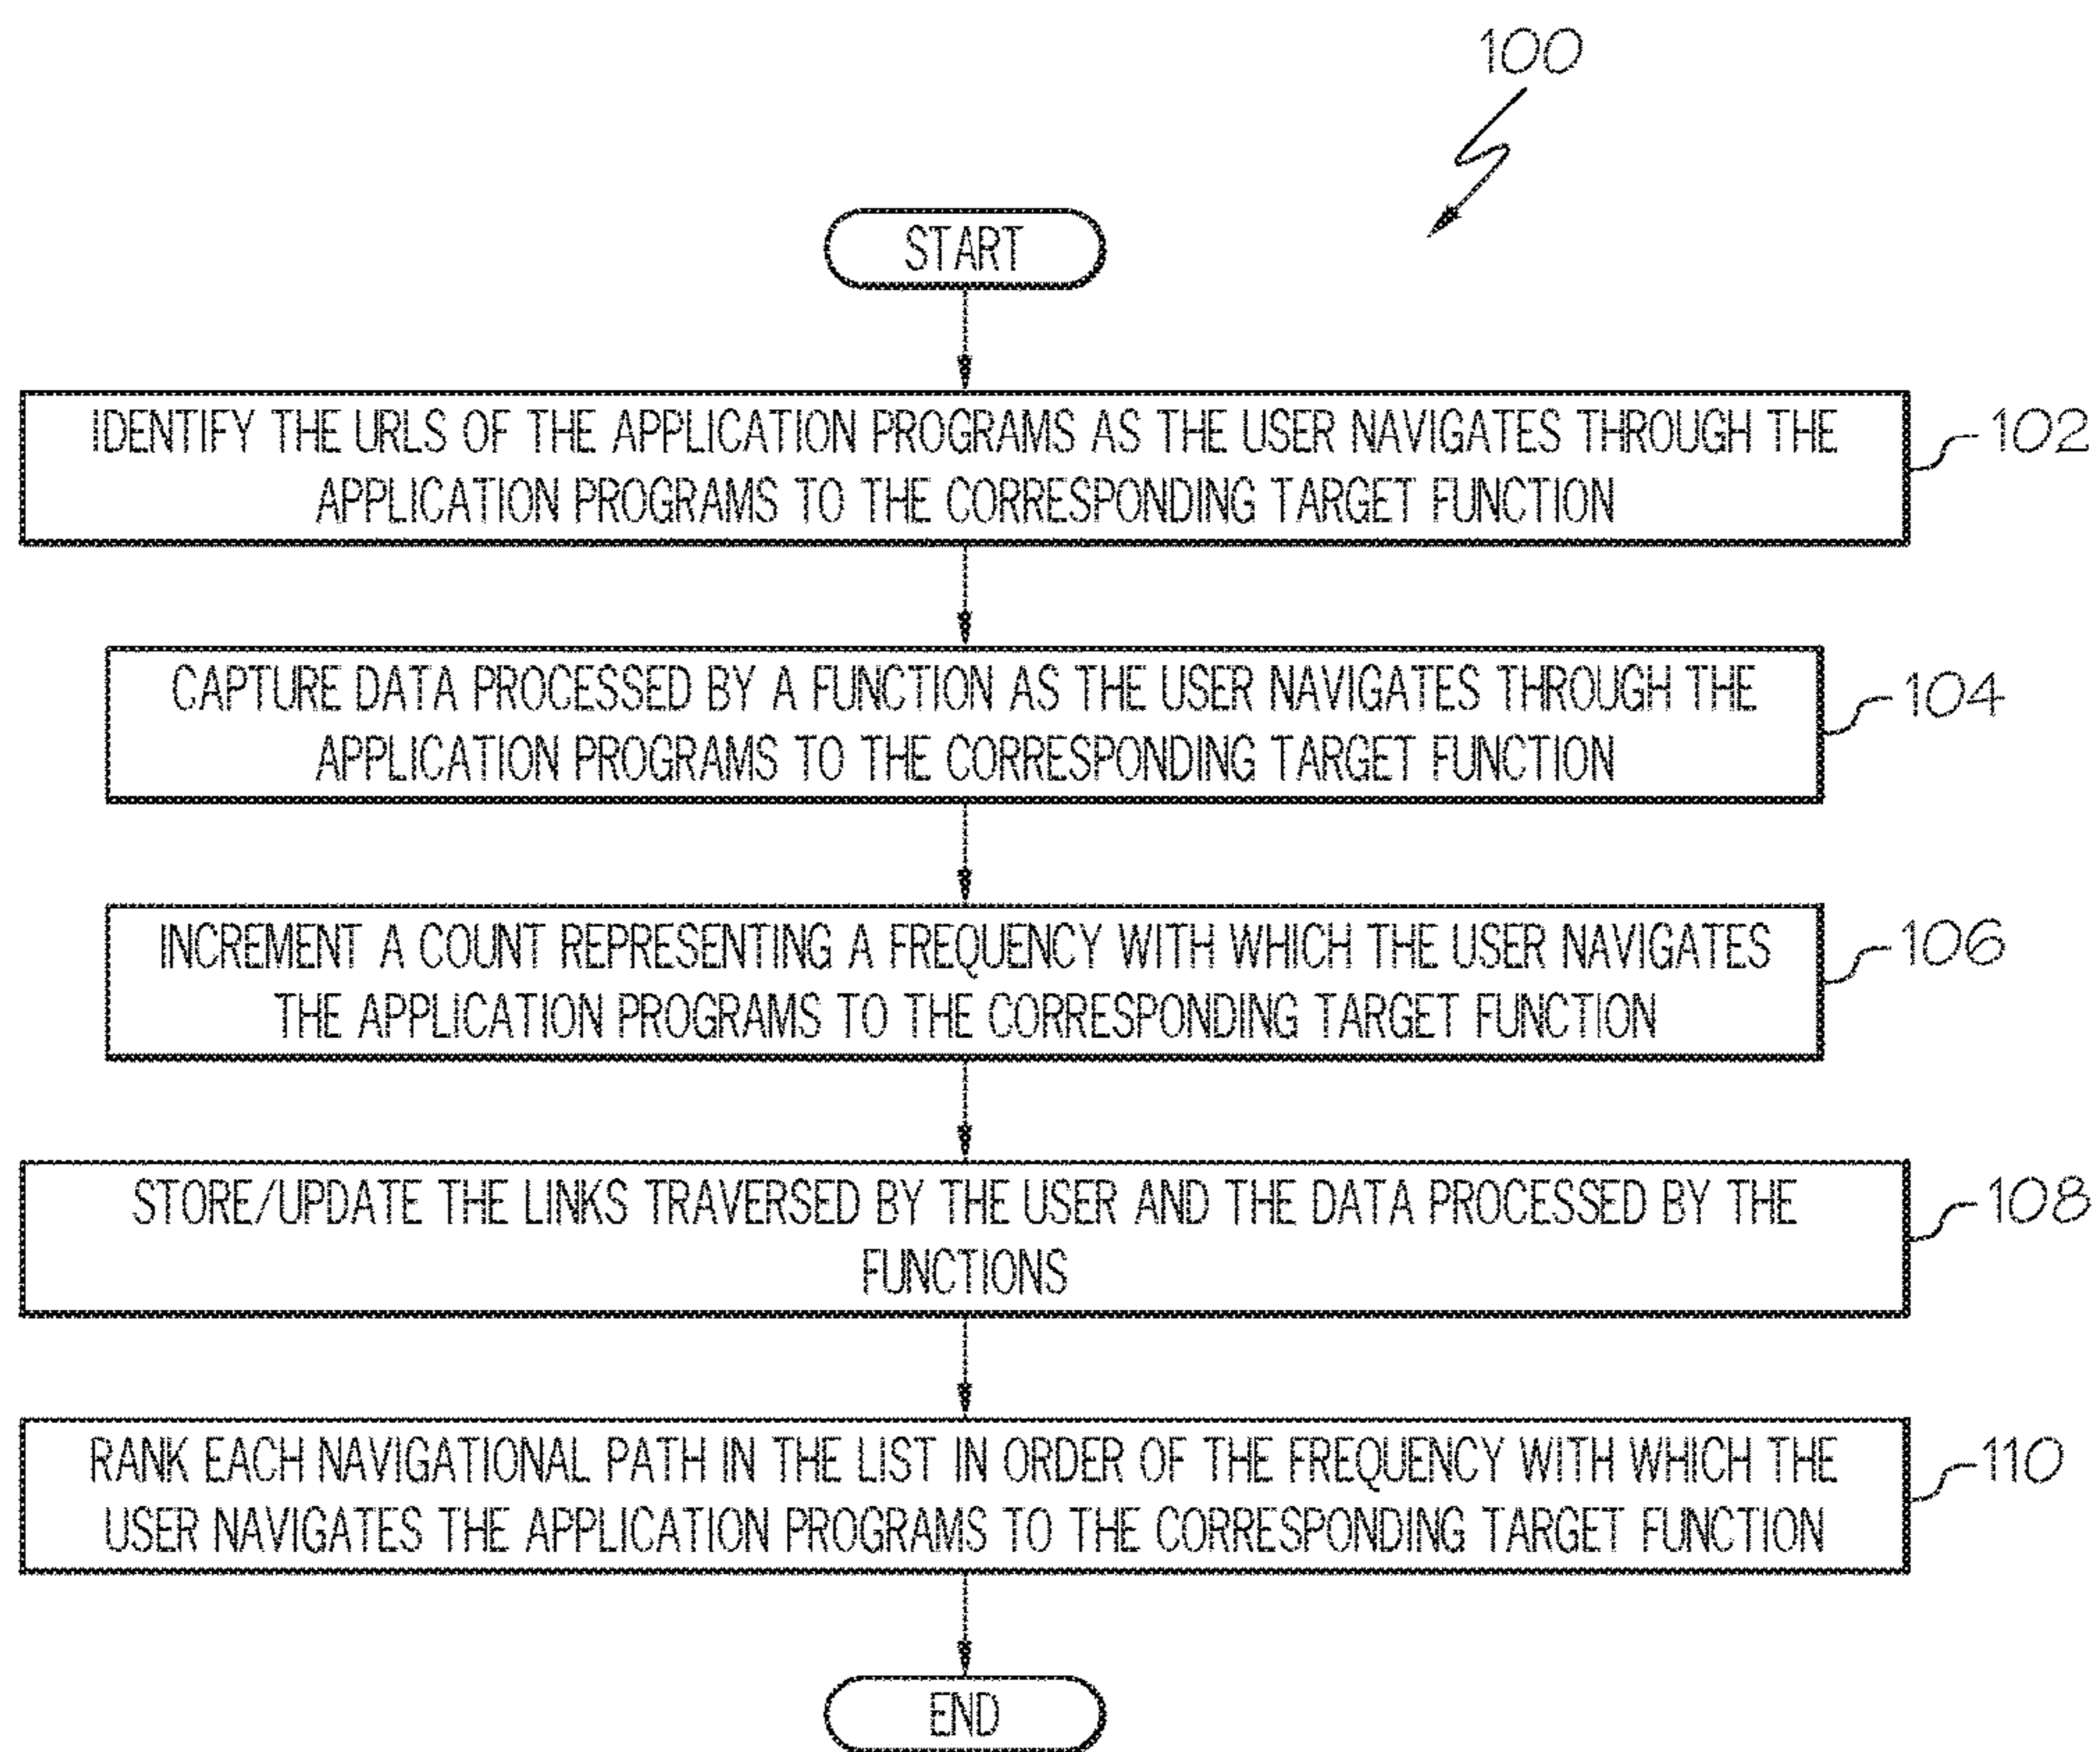 100
START
IDENTIFY THE URLS OF THE APPLICATION PROGRAMS AS THE USER NAVIGATES THROUGH THE
APPLICATION PROGRAMS TO THE CORRESPONDING TARGET FUNCTION
102
CAPTURE DATA PROCESSED BY A FUNCTION AS THE USER NAVIGATES THROUGH THE
APPLICATION PROGRAMS TO THE CORRESPONDING TARGET FUNCTION
104
INCREMENT A COUNT REPRESENTING A FREQUENCY WITH WHICH THE USER NAVIGATES
THE APPLICATION PROGRAMS TO THE CORRESPONDING TARGET FUNCTION
106
STORE/UPDATE THE LINKS TRAVERSED BY THE USER AND THE DATA PROCESSED BY THE
FUNCTIONS
108
RANK EACH NAVIGATIONAL PATH IN THE LIST IN ORDER OF THE FREQUENCY WITH WHICH THE
USER NAVIGATES THE APPLICATION PROGRAMS TO THE CORRESPONDING TARGET FUNCTION
110
END